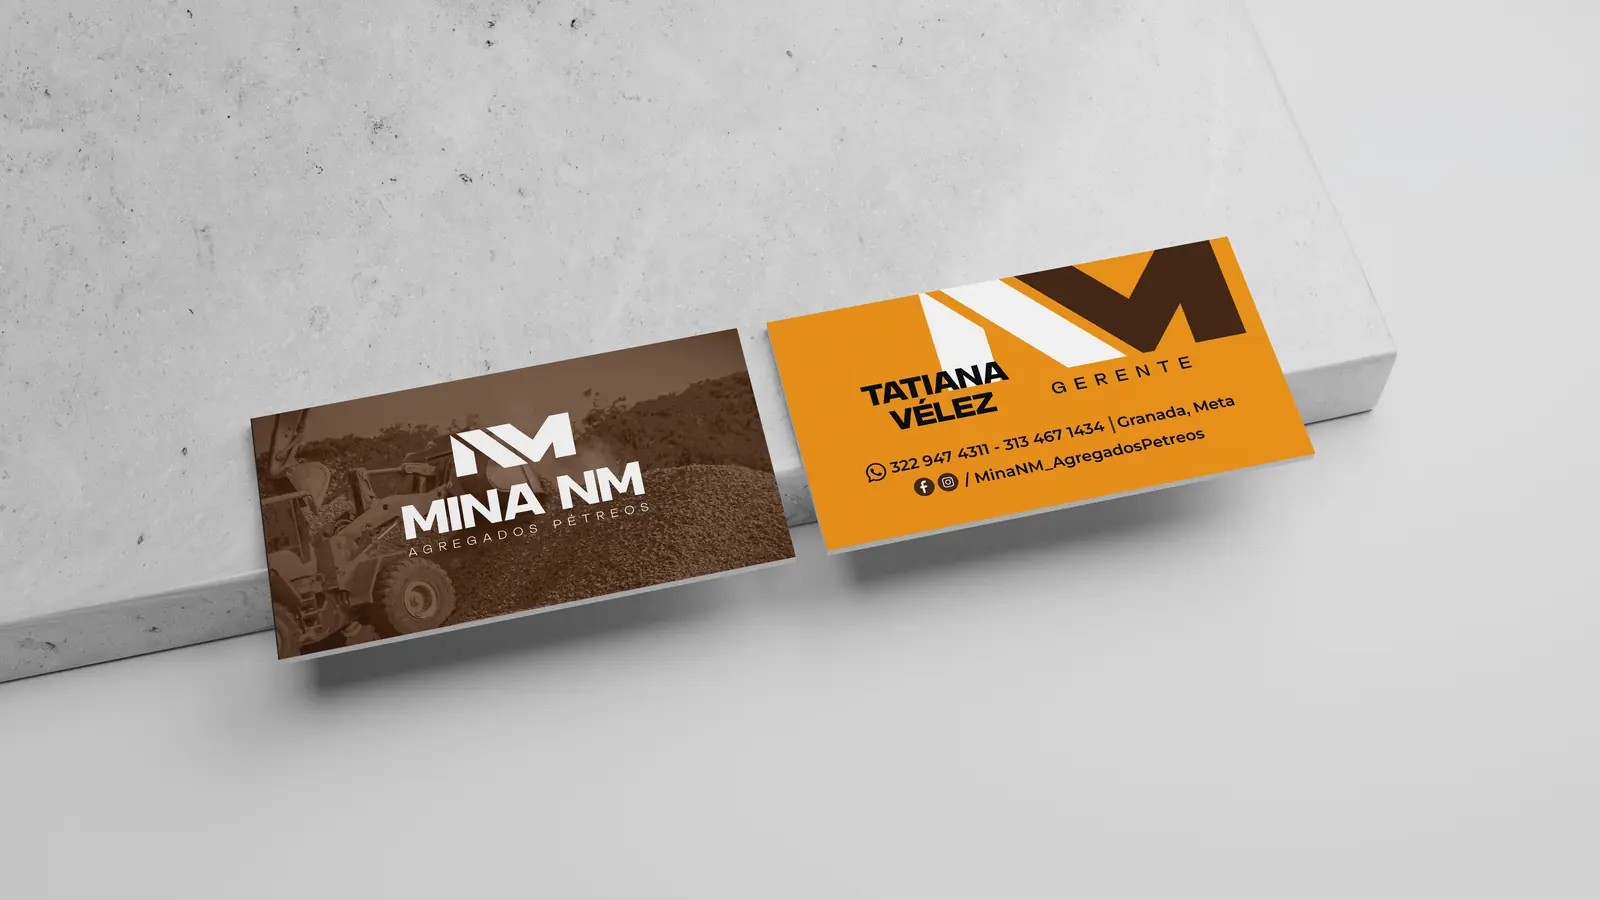 MINA NM
AGREGADOS PÉTREOS
TATIANA
VÉLEZ
GERENTE
322 947 4311 - 313 467 1434 | Granada, Meta
/ MinaNM_AgregadosPetreos